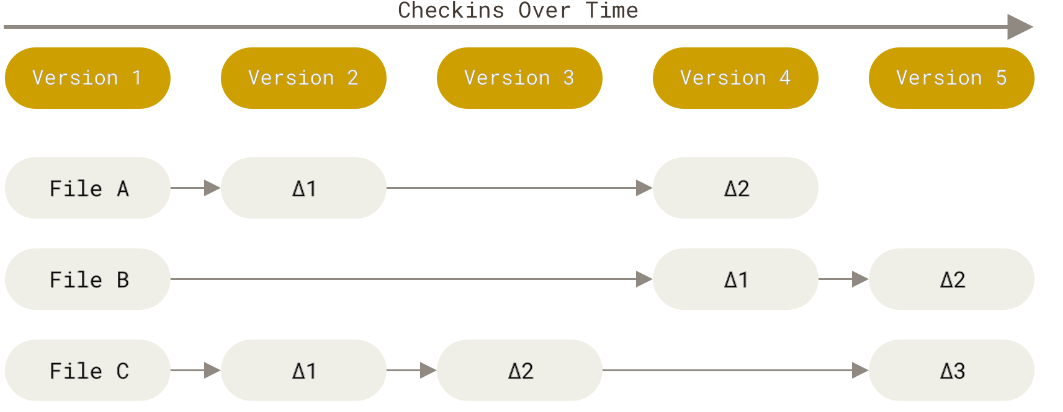 Checkins Over Time
Version 1 Version 2 Version 3 Version 4 Version 5
File A Δ1 Δ2
File B Δ1 Δ2
File C Δ1 Δ2 Δ3